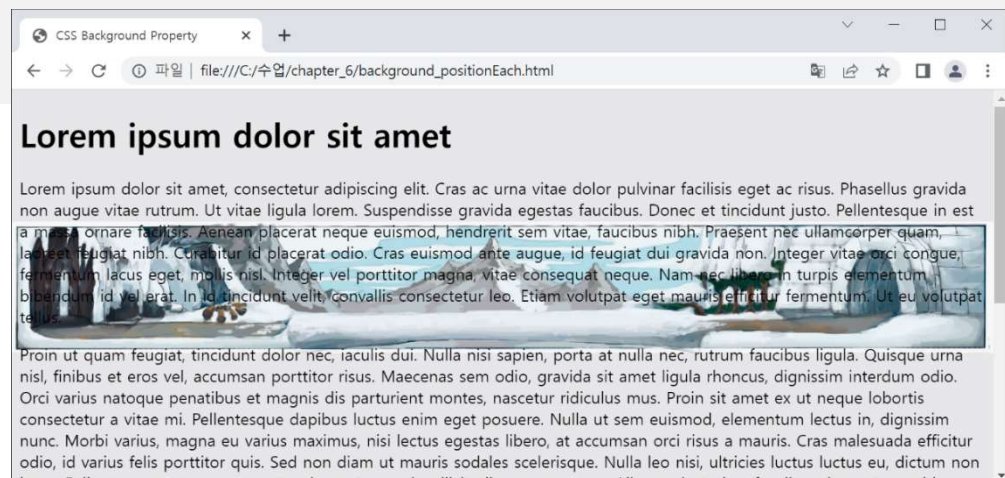 CSS Background Property
파일 | file:///C:/수업/chapter_6/background_positionEach.html
Lorem ipsum dolor sit amet
Lorem ipsum dolor sit amet, consectetur adipiscing elit. Cras ac urna vitae dolor pulvinar facilisis eget ac risus. Phasellus gravida
non augue vitae rutrum. Ut vitae ligula lorem. Suspendisse gravida egestas faucibus. Donec et tincidunt justo. Pellentesque in est
a massa ornare facilisis. Aenean placerat neque euismod, hendrerit sem vitae, faucibus nibh. Praesent nec ullamcorper quam,
laoreet feugiat nibh. Curabitur id placerat odio. Cras euismod ante augue, id feugiat dui gravida non. Integer vitae orci congue,
fermentum lacus eget, mollis nisl. Integer vel porttitor magna, vitae consequat neque. Nam nec libero in turpis elementum
bibendum id vel erat. In id tincidunt velit, convallis consectetur leo. Etiam volutpat eget mauris efficitur fermentum. Ut eu volutpat
tellus.
Proin ut quam feugiat, tincidunt dolor nec, iaculis dui. Nulla nisi sapien, porta at nulla nec, rutrum faucibus ligula. Quisque urna
nisl, finibus et eros vel, accumsan porttitor risus. Maecenas sem odio, gravida sit amet ligula rhoncus, dignissim interdum odio.
Orci varius natoque penatibus et magnis dis parturient montes, nascetur ridiculus mus. Proin sit amet ex ut neque lobortis
consectetur a vitae mi. Pellentesque dapibus luctus enim eget posuere. Nulla ut sem euismod, elementum lectus in, dignissim
nunc. Morbi varius, magna eu varius maximus, nisi lectus egestas libero, at accumsan orci risus a mauris. Cras malesuada efficitur
odio, id varius felis porttitor quis. Sed non diam ut mauris sodales scelerisque. Nulla leo nisi, ultricies luctus luctus eu, dictum non